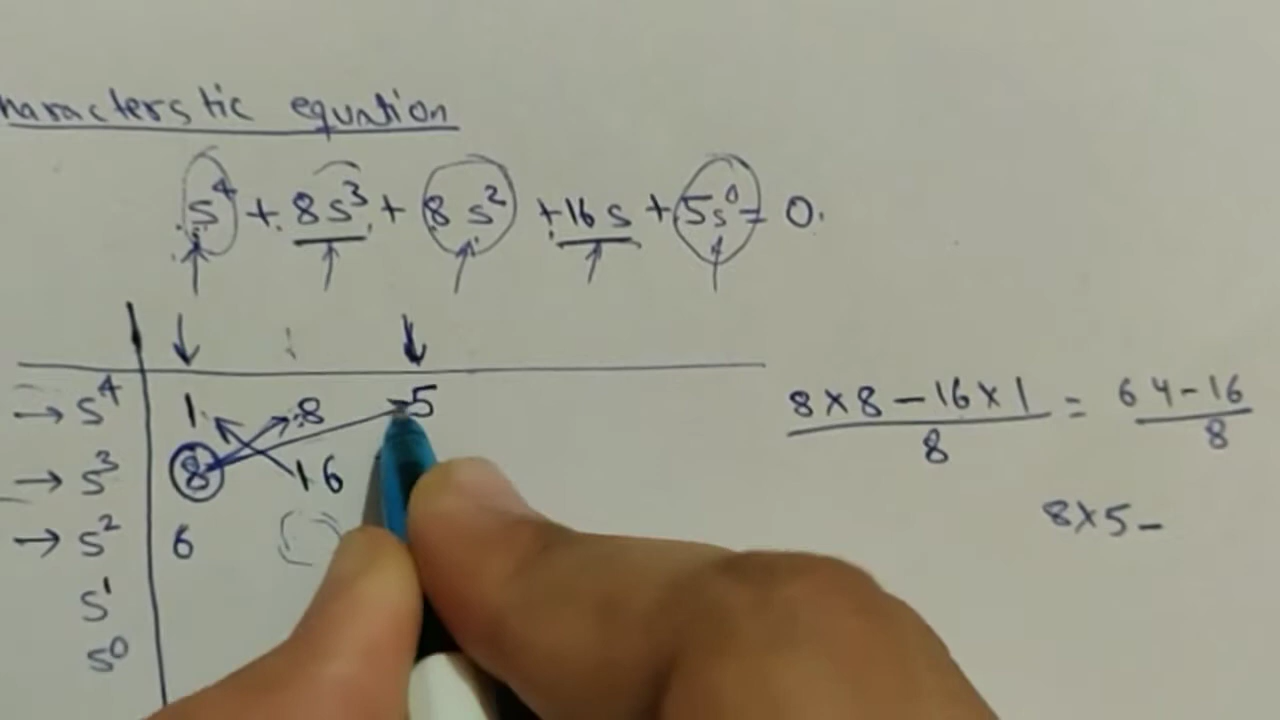 haracterstic equation
s⁴ + 8s³ + 8s² + 16s + 5s⁰ = 0.
→ s⁴ 1 8 5
→ s³ 8 16
→ s² 6
s¹
s⁰
8×8 − 16×1 / 8 = 64 − 16 / 8
8×5 −